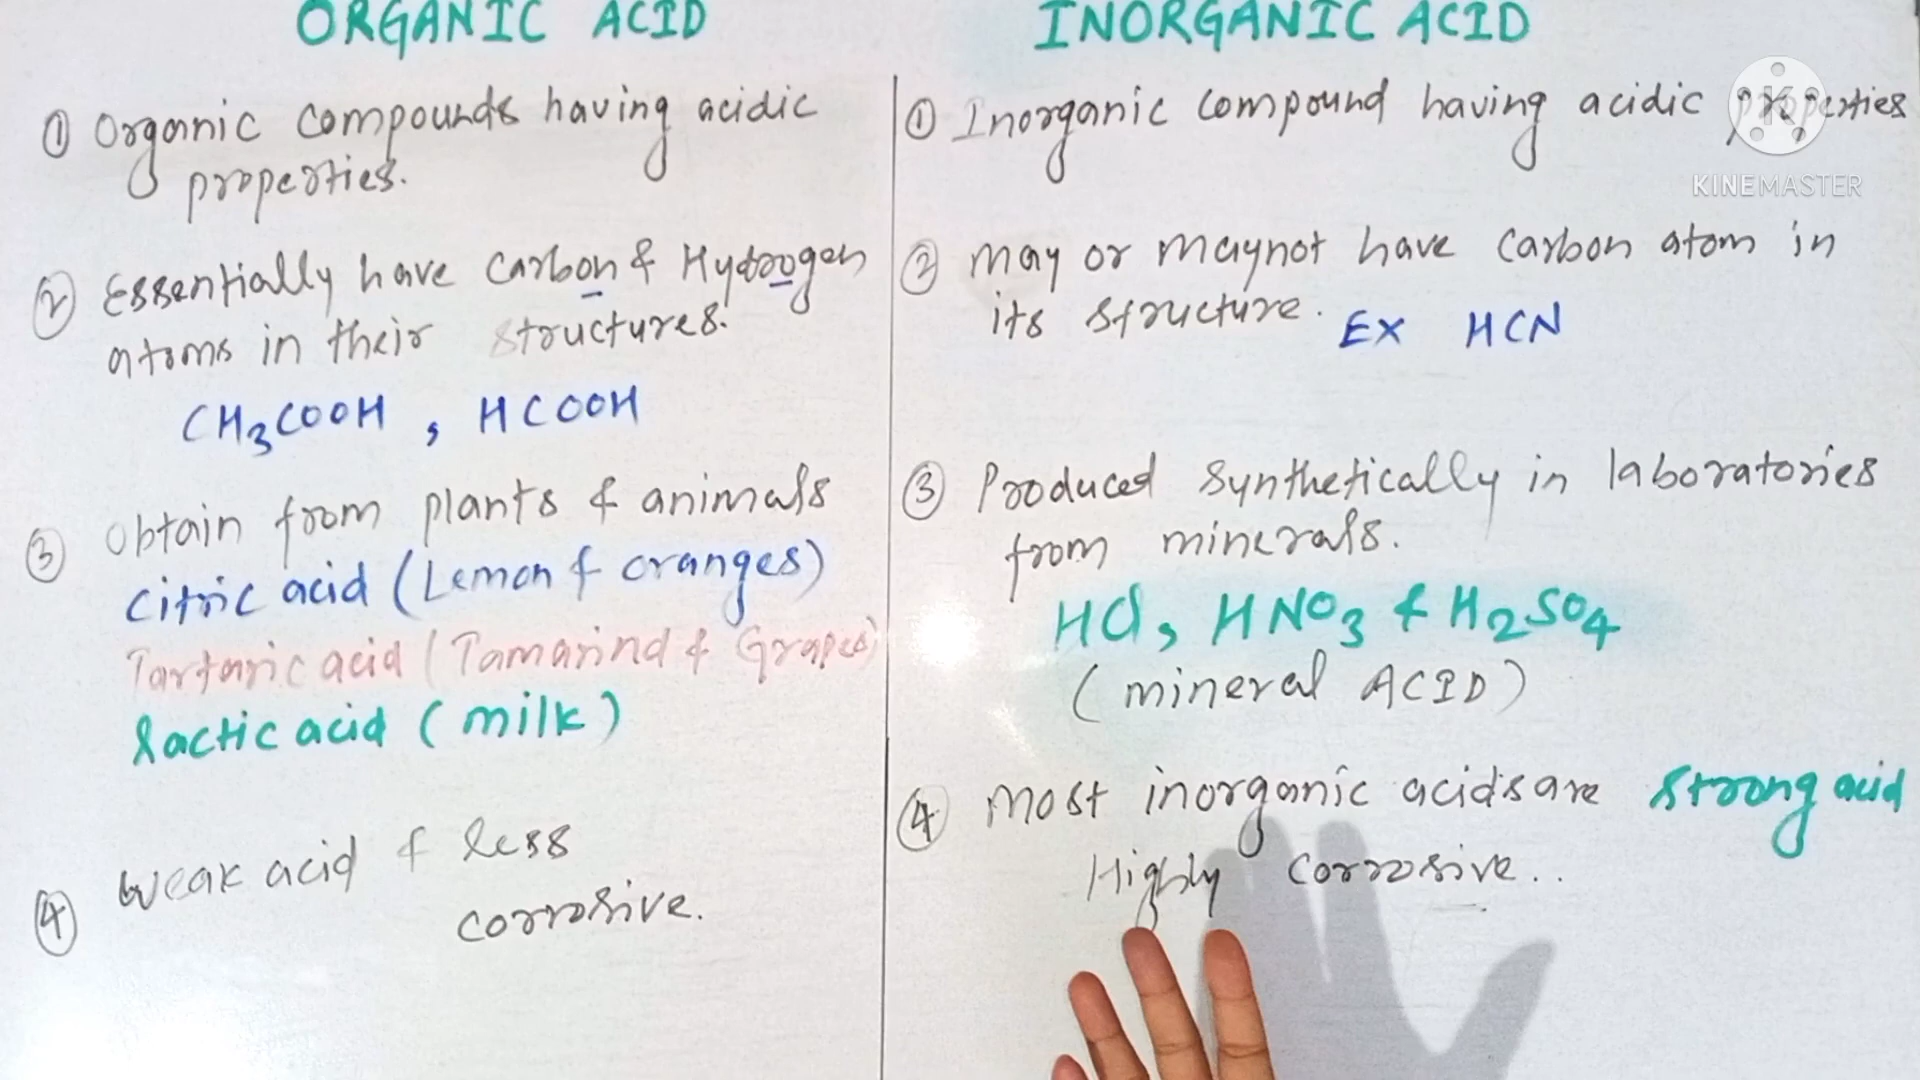 ORGANIC ACID
① Organic compounds having acidic
properties.
② Essentially have carbon & Hydrogen
atoms in their structures.
CH₃COOH, HCOOH
③ Obtain from plants & animals
Citric acid (Lemon & oranges)
Tartaric acid (Tamarind & Grapes)
lactic acid (milk)
④ Weak acid & less
corrosive.
INORGANIC ACID
① Inorganic compound having acidic properties
② May or maynot have carbon atom in
its structure. EX HCN
③ Produced synthetically in laboratories
from minerals.
HCl, HNO₃ & H₂SO₄
(mineral ACID)
④ Most inorganic acids are strong acid
Highly corrosive..
K
KINEMASTER